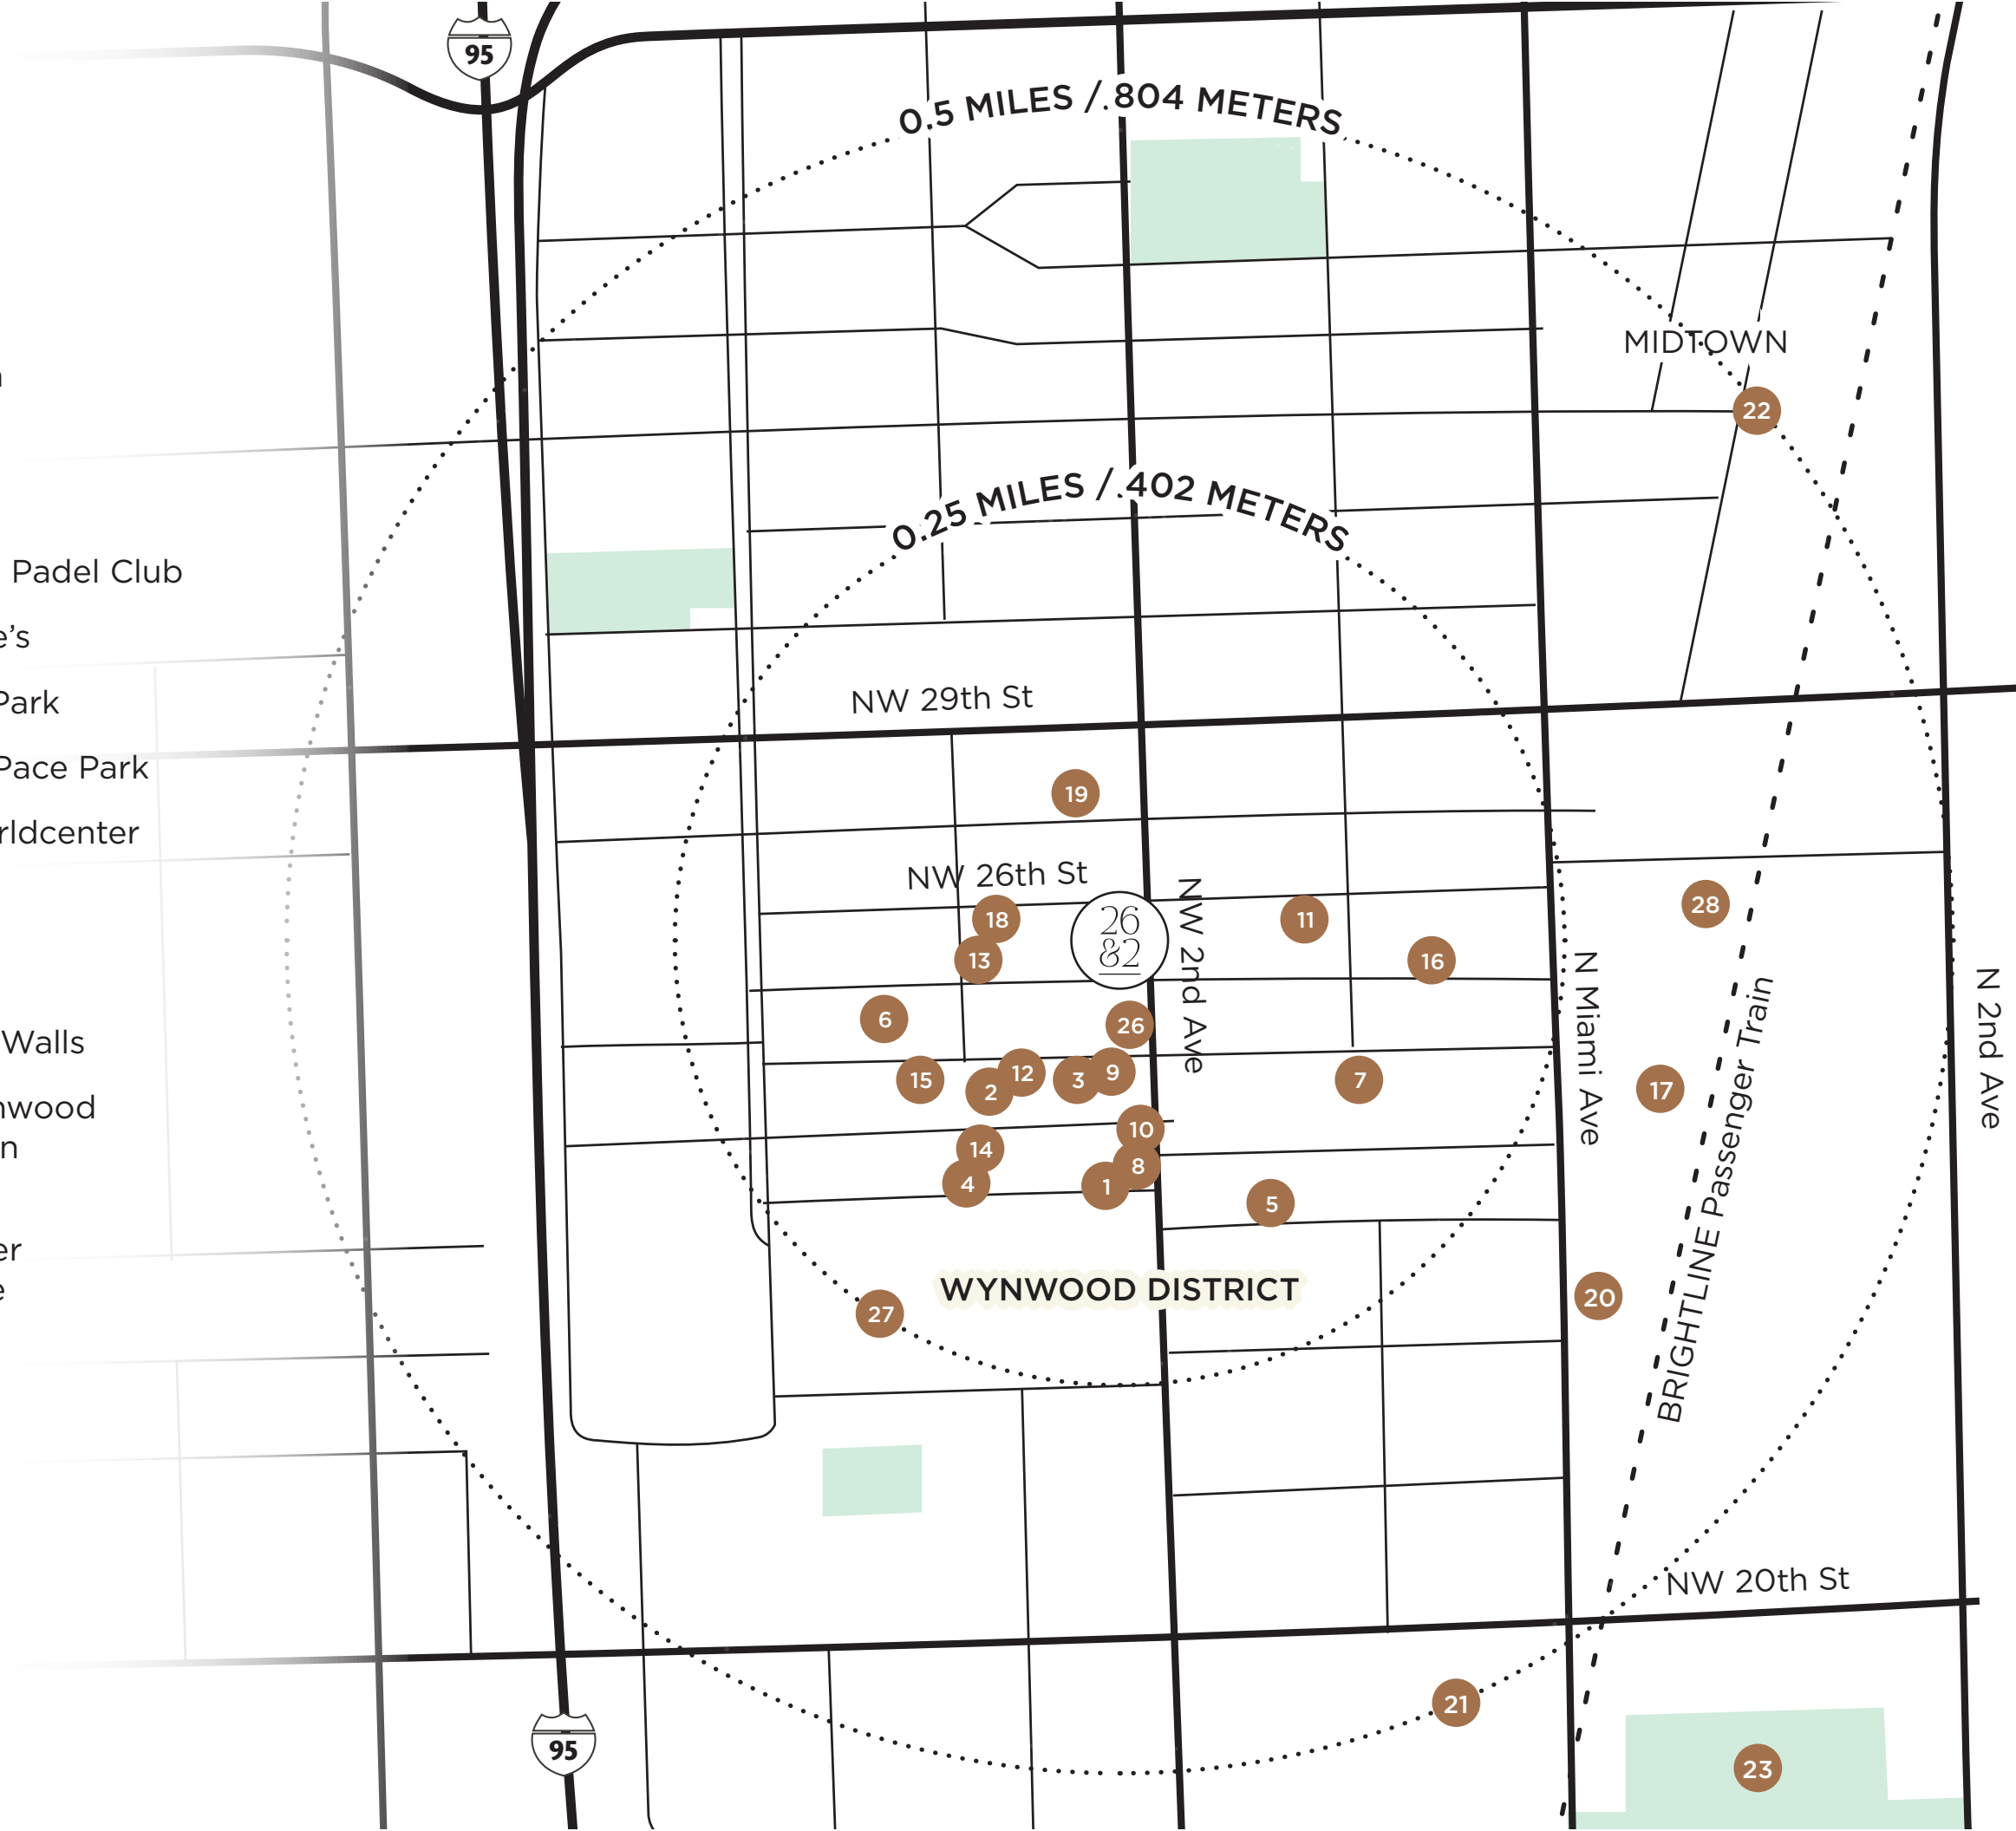 95
0.5 MILES / .804 METERS
MIDTOWN
22
0.25 MILES / .402 METERS
Padel Club
e's
Park
NW 29th St
Pace Park
rldcenter
19
NW 26th St
18
26
&2
NW 2nd Ave
11
28
13
16
N Miami Ave
N 2nd Ave
6
26
Walls
15
2
12
3
9
7
17
BRIGHTLINE Passenger Train
nwood
n
10
14
8
4
1
5
er
e
WYNWOOD DISTRICT
20
27
NW 20th St
21
95
23